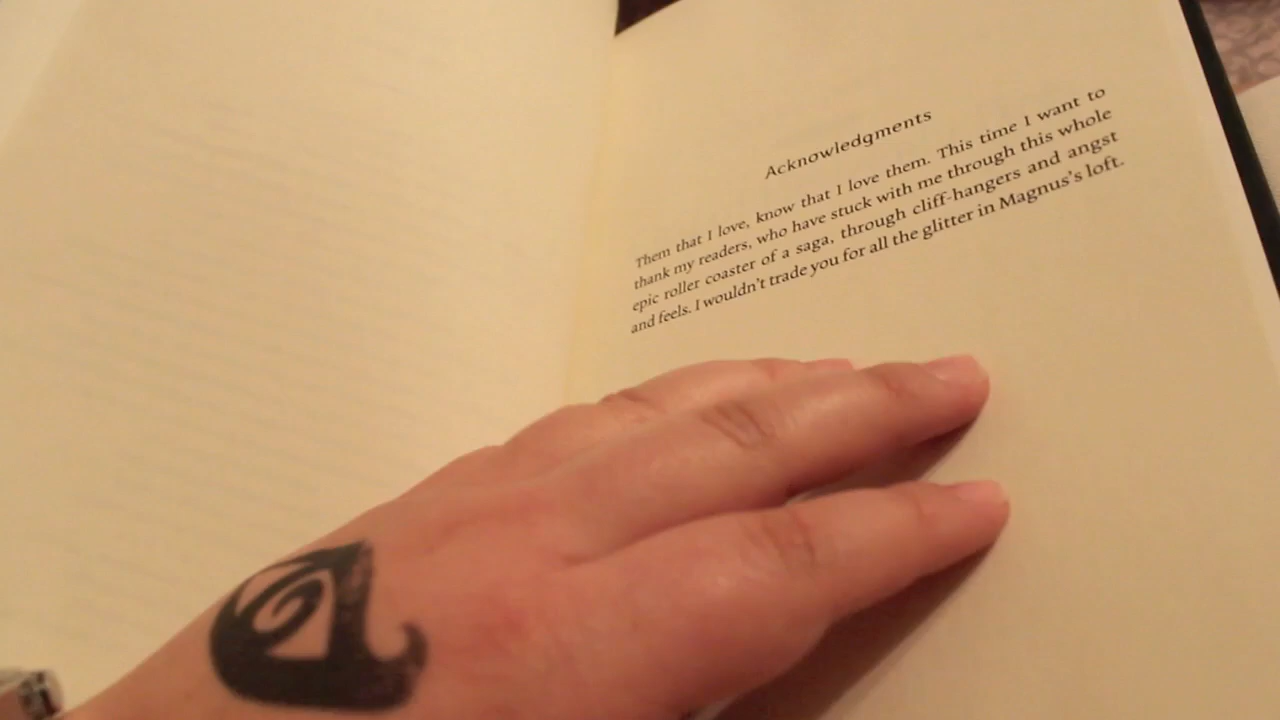 Acknowledgments
Them that I love, know that I love them. This time I want to
thank my readers, who have stuck with me through this whole
epic roller coaster of a saga, through cliff-hangers and angst
and feels. I wouldn't trade you for all the glitter in Magnus's loft.